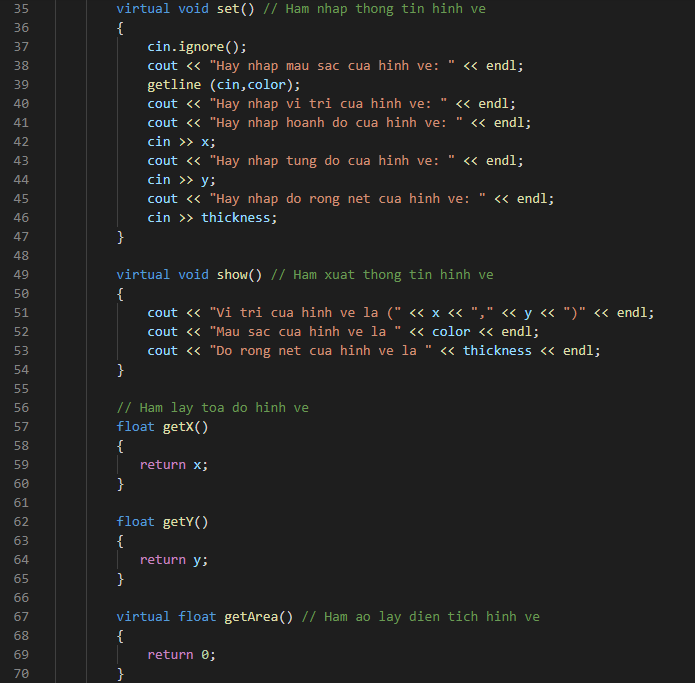 35 virtual void set() // Ham nhap thong tin hinh ve
36 {
37 cin.ignore();
38 cout << "Hay nhap mau sac cua hinh ve: " << endl;
39 getline (cin,color);
40 cout << "Hay nhap vi tri cua hinh ve: " << endl;
41 cout << "Hay nhap hoanh do cua hinh ve: " << endl;
42 cin >> x;
43 cout << "Hay nhap tung do cua hinh ve: " << endl;
44 cin >> y;
45 cout << "Hay nhap do rong net cua hinh ve: " << endl;
46 cin >> thickness;
47 }
48
49 virtual void show() // Ham xuat thong tin hinh ve
50 {
51 cout << "Vi tri cua hinh ve la (" << x << "," << y << ")" << endl;
52 cout << "Mau sac cua hinh ve la " << color << endl;
53 cout << "Do rong net cua hinh ve la " << thickness << endl;
54 }
55
56 // Ham lay toa do hinh ve
57 float getX()
58 {
59 return x;
60 }
61
62 float getY()
63 {
64 return y;
65 }
66
67 virtual float getArea() // Ham ao lay dien tich hinh ve
68 {
69 return 0;
70 }